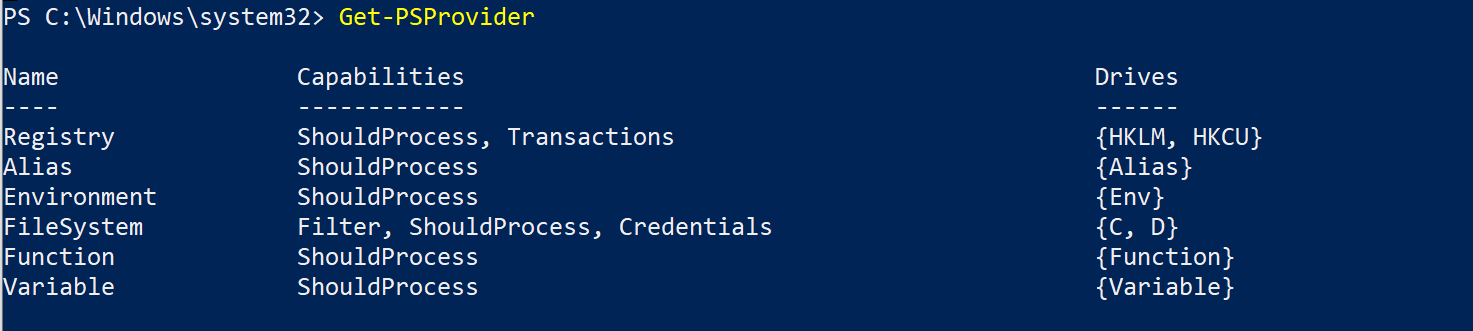 PS C:\Windows\system32> Get-PSProvider
Name Capabilities Drives
---- ------------ ------
Registry ShouldProcess, Transactions {HKLM, HKCU}
Alias ShouldProcess {Alias}
Environment ShouldProcess {Env}
FileSystem Filter, ShouldProcess, Credentials {C, D}
Function ShouldProcess {Function}
Variable ShouldProcess {Variable}